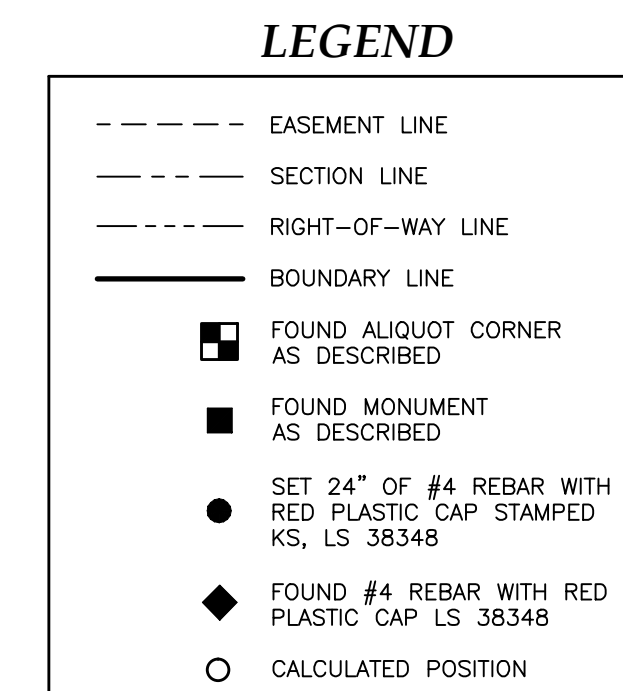 LEGEND
EASEMENT LINE
SECTION LINE
RIGHT-OF-WAY LINE
BOUNDARY LINE
FOUND ALIQUOT CORNER
AS DESCRIBED
FOUND MONUMENT
AS DESCRIBED
SET 24" OF #4 REBAR WITH
RED PLASTIC CAP STAMPED
KS, LS 38348
FOUND #4 REBAR WITH RED
PLASTIC CAP LS 38348
CALCULATED POSITION